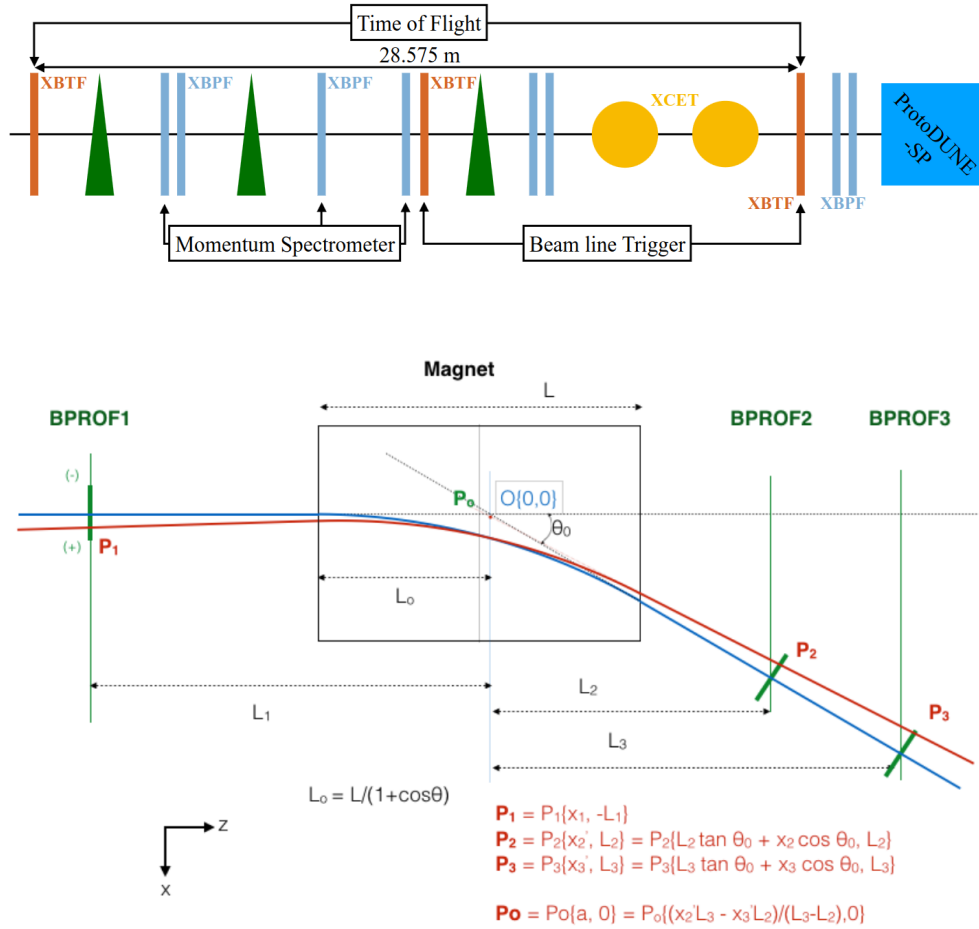 Time of Flight
28.575 m
XBTF
XBPF
XBPF
XBTF
XCET
ProtoDUNE
-SP
XBTF
XBPF
Momentum Spectrometer
Beam line Trigger
Magnet
L
BPROF1
BPROF2
BPROF3
(-)
Po
O{0,0}
θ0
(+)
P1
Lo
P2
L2
P3
L1
L3
Lo = L/(1+cosθ)
z
x
P1 = P1{x1, -L1}
P2 = P2{x2', L2} = P2{L2 tan θ0 + x2 cos θ0, L2}
P3 = P3{x3', L3} = P3{L3 tan θ0 + x3 cos θ0, L3}
Po = Po{a, 0} = Po{(x2'L3 - x3'L2)/(L3-L2),0}